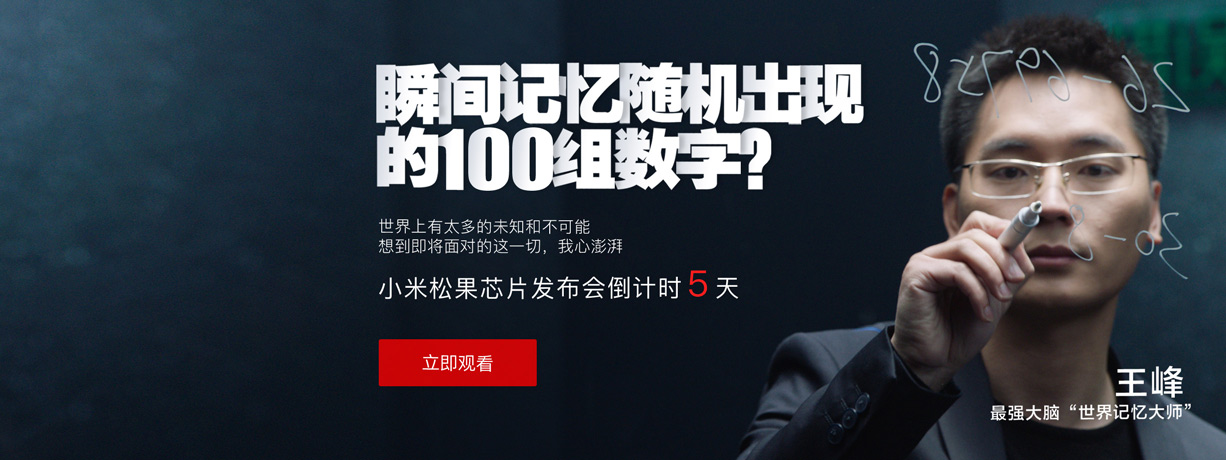 瞬间记忆随机出现
的100组数字?
世界上有太多的未知和不可能
想到即将面对的这一切，我心澎湃
小米松果芯片发布会倒计时 5 天
立即观看
王峰
最强大脑“世界记忆大师”